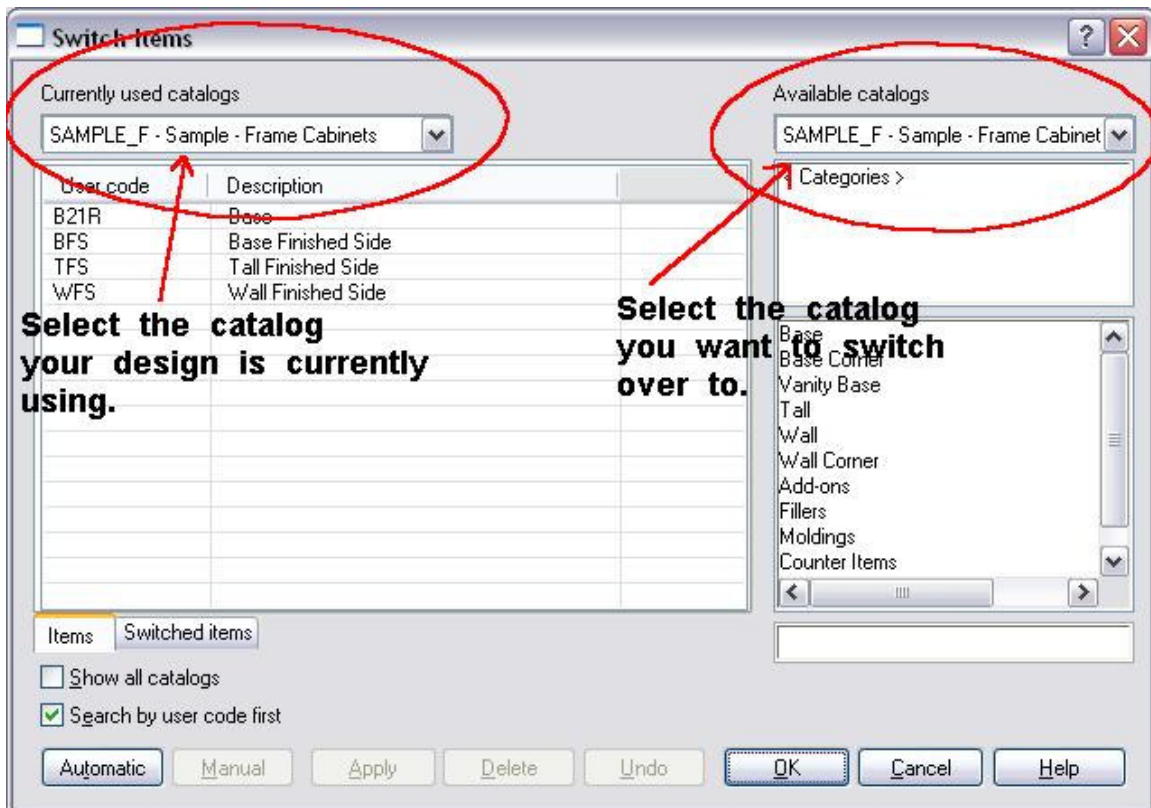 Switch Items
Currently used catalogs
SAMPLE_F - Sample - Frame Cabinets
User code Description
B21R Base
BFS Base Finished Side
TFS Tall Finished Side
WFS Wall Finished Side
Select the catalog
your design is currently
using.
Available catalogs
SAMPLE_F - Sample - Frame Cabinet
< Categories >
Select the catalog
you want to switch
over to.
Base
Base Corner
Vanity Base
Tall
Wall
Wall Corner
Add-ons
Fillers
Moldings
Counter Items
Items Switched items
Show all catalogs
Search by user code first
Automatic Manual Apply Delete Undo OK Cancel Help